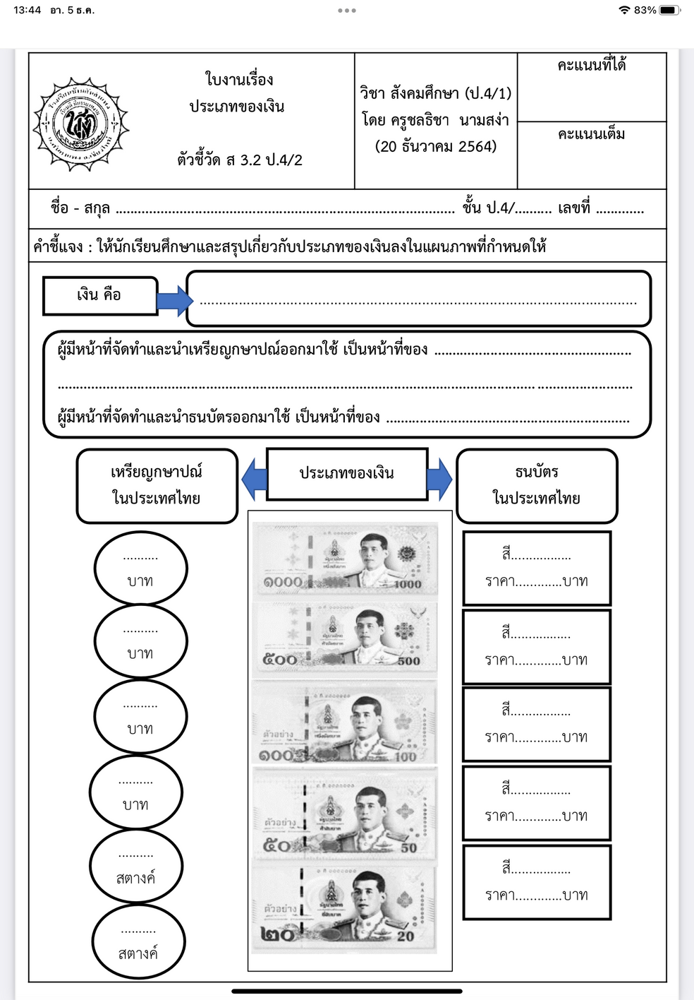 13:44 อา. 5 ธ.ค.
83%
ใบงานเรื่อง
ประเภทของเงิน
ตัวชี้วัด ส 3.2 ป.4/2
วิชา สังคมศึกษา (ป.4/1)
โดย ครูชลธิชา นามสง่า
(20 ธันวาคม 2564)
คะแนนที่ได้
คะแนนเต็ม
ชื่อ - สกุล ........................................................................................... ชั้น ป.4/.......... เลขที่ .............
คำชี้แจง : ให้นักเรียนศึกษาและสรุปเกี่ยวกับประเภทของเงินลงในแผนภาพที่กำหนดให้
เงิน คือ
ผู้มีหน้าที่จัดทำและนำเหรียญกษาปณ์ออกมาใช้ เป็นหน้าที่ของ .....................................................
ผู้มีหน้าที่จัดทำและนำธนบัตรออกมาใช้ เป็นหน้าที่ของ .................................................................
เหรียญกษาปณ์
ในประเทศไทย
ประเภทของเงิน
ธนบัตร
ในประเทศไทย
..........
บาท
..........
บาท
..........
บาท
..........
บาท
..........
สตางค์
..........
สตางค์
๑๐๐๐ 1000
๕๐๐ 500
ตัวอย่าง
๑๐๐ 100
ตัวอย่าง
๕๐ 50
ตัวอย่าง
๒๐ 20
สี.................
ราคา.............บาท
สี.................
ราคา.............บาท
สี.................
ราคา.............บาท
สี.................
ราคา.............บาท
สี.................
ราคา.............บาท